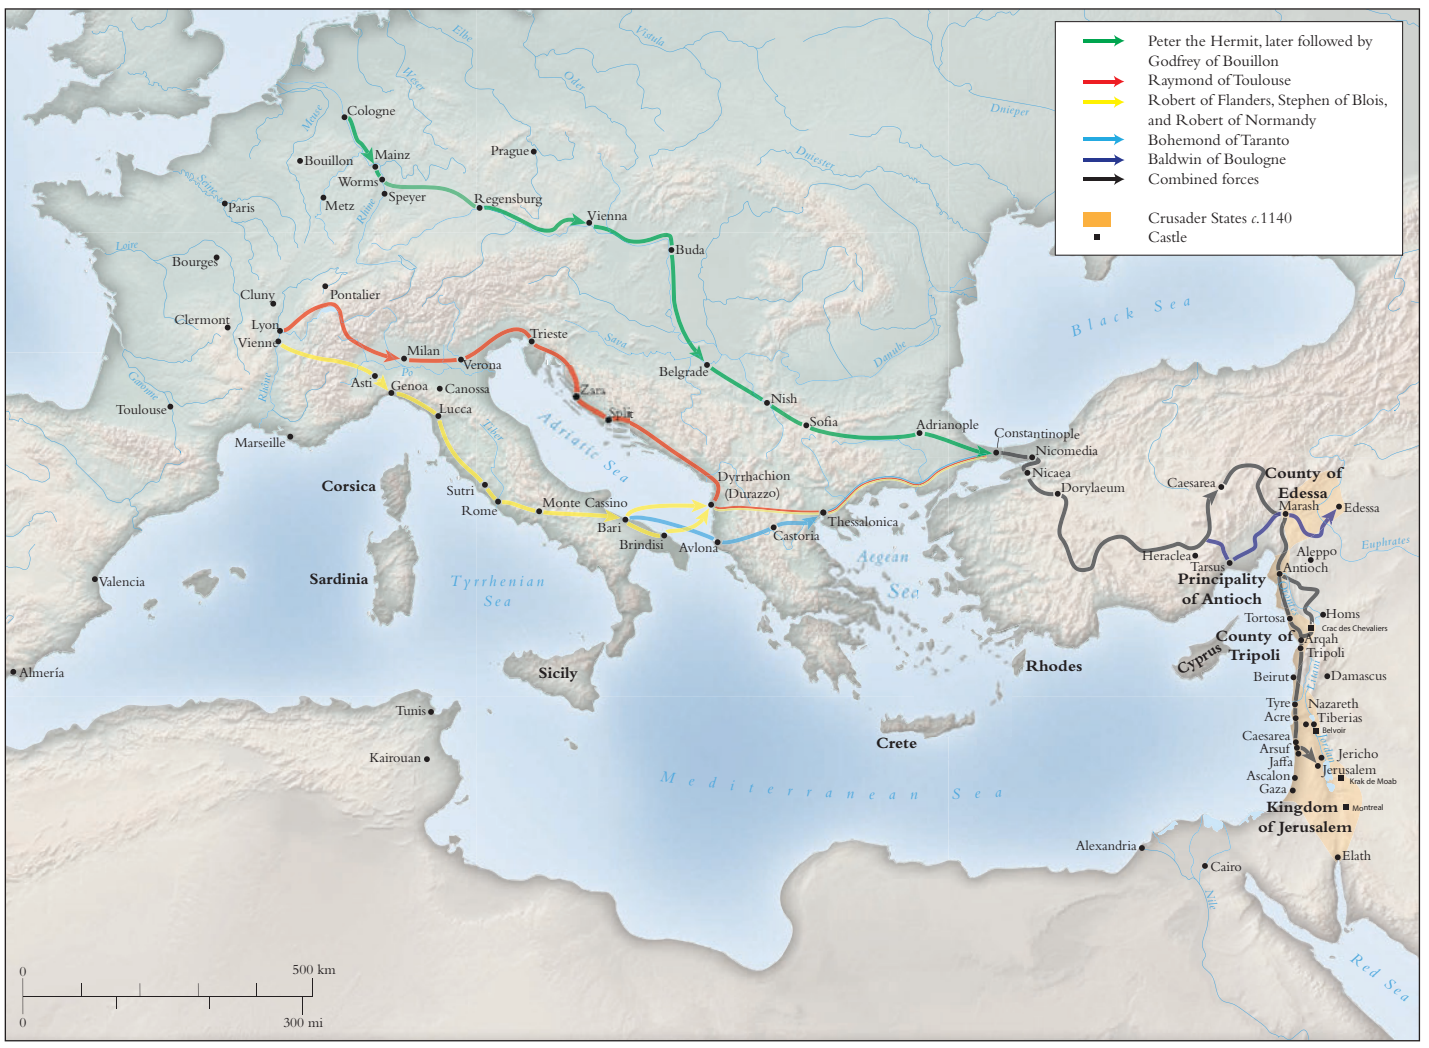 Peter the Hermit, later followed by
Godfrey of Bouillon
Raymond of Toulouse
Robert of Flanders, Stephen of Blois,
and Robert of Normandy
Bohemond of Taranto
Baldwin of Boulogne
Combined forces
Crusader States c.1140
Castle
Elbe
Vistula
Weser
Oder
Dnieper
Meuse
Cologne
Dniester
Bouillon
Mainz
Prague
Worms
Seine
Paris
Metz
Rhine
Speyer
Regensburg
Vienna
Loire
Bourges
Buda
Cluny
Pontalier
Black Sea
Clermont
Lyon
Vienne
Milan
Trieste
Sava
Danube
Verona
Po
Belgrade
Asti
Genoa
Canossa
Zara
Garonne
Rhône
Toulouse
Lucca
Split
Nish
Sofia
Adrianople
Constantinople
Marseille
Tiber
Adriatic Sea
Nicomedia
Nicaea
Corsica
Sutri
Rome
Monte Cassino
Dyrrhachion
(Durazzo)
Dorylaeum
Caesarea
County of
Edessa
Marash
Edessa
Bari
Brindisi
Avlona
Castoria
Thessalonica
Euphrates
Heraclea
Tarsus
Aleppo
Antioch
Aegean
Sea
Valencia
Sardinia
Tyrrhenian
Sea
Principality
of Antioch
Tortosa
Homs
Crac des Chevaliers
County of
Tripoli
Arqah
Tripoli
Cyprus
Rhodes
Almería
Sicily
Beirut
Litani
Damascus
Tunis
Tyre
Nazareth
Acre
Tiberias
Belvoir
Crete
Caesarea
Arsuf
Jordan
Jericho
Jaffa
Jerusalem
Kairouan
Ascalon
Krak de Moab
Gaza
Mediterranean Sea
Kingdom
of Jerusalem
Montreal
Alexandria
Elath
Cairo
Nile
Red Sea
0
500 km
0
300 mi